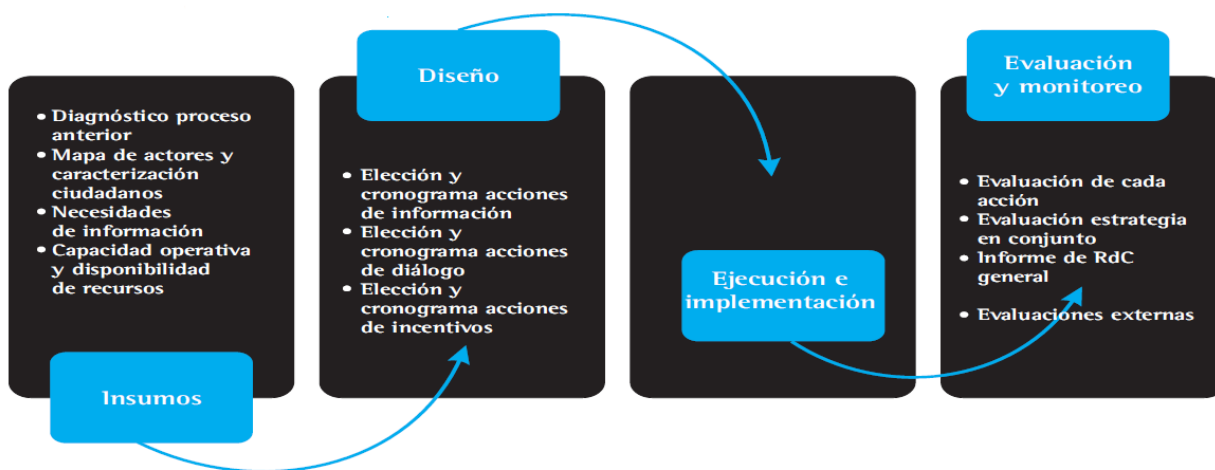 • Diagnóstico proceso
anterior
• Mapa de actores y
caracterización
ciudadanos
• Necesidades
de información
• Capacidad operativa
y disponibilidad
de recursos
Insumos
Diseño
• Elección y
cronograma acciones
de información
• Elección y
cronograma acciones
de diálogo
• Elección y
cronograma acciones
de incentivos
Ejecución e
implementación
Evaluación
y monitoreo
• Evaluación de cada
acción
• Evaluación estrategia
en conjunto
• Informe de RdC
general
• Evaluaciones externas